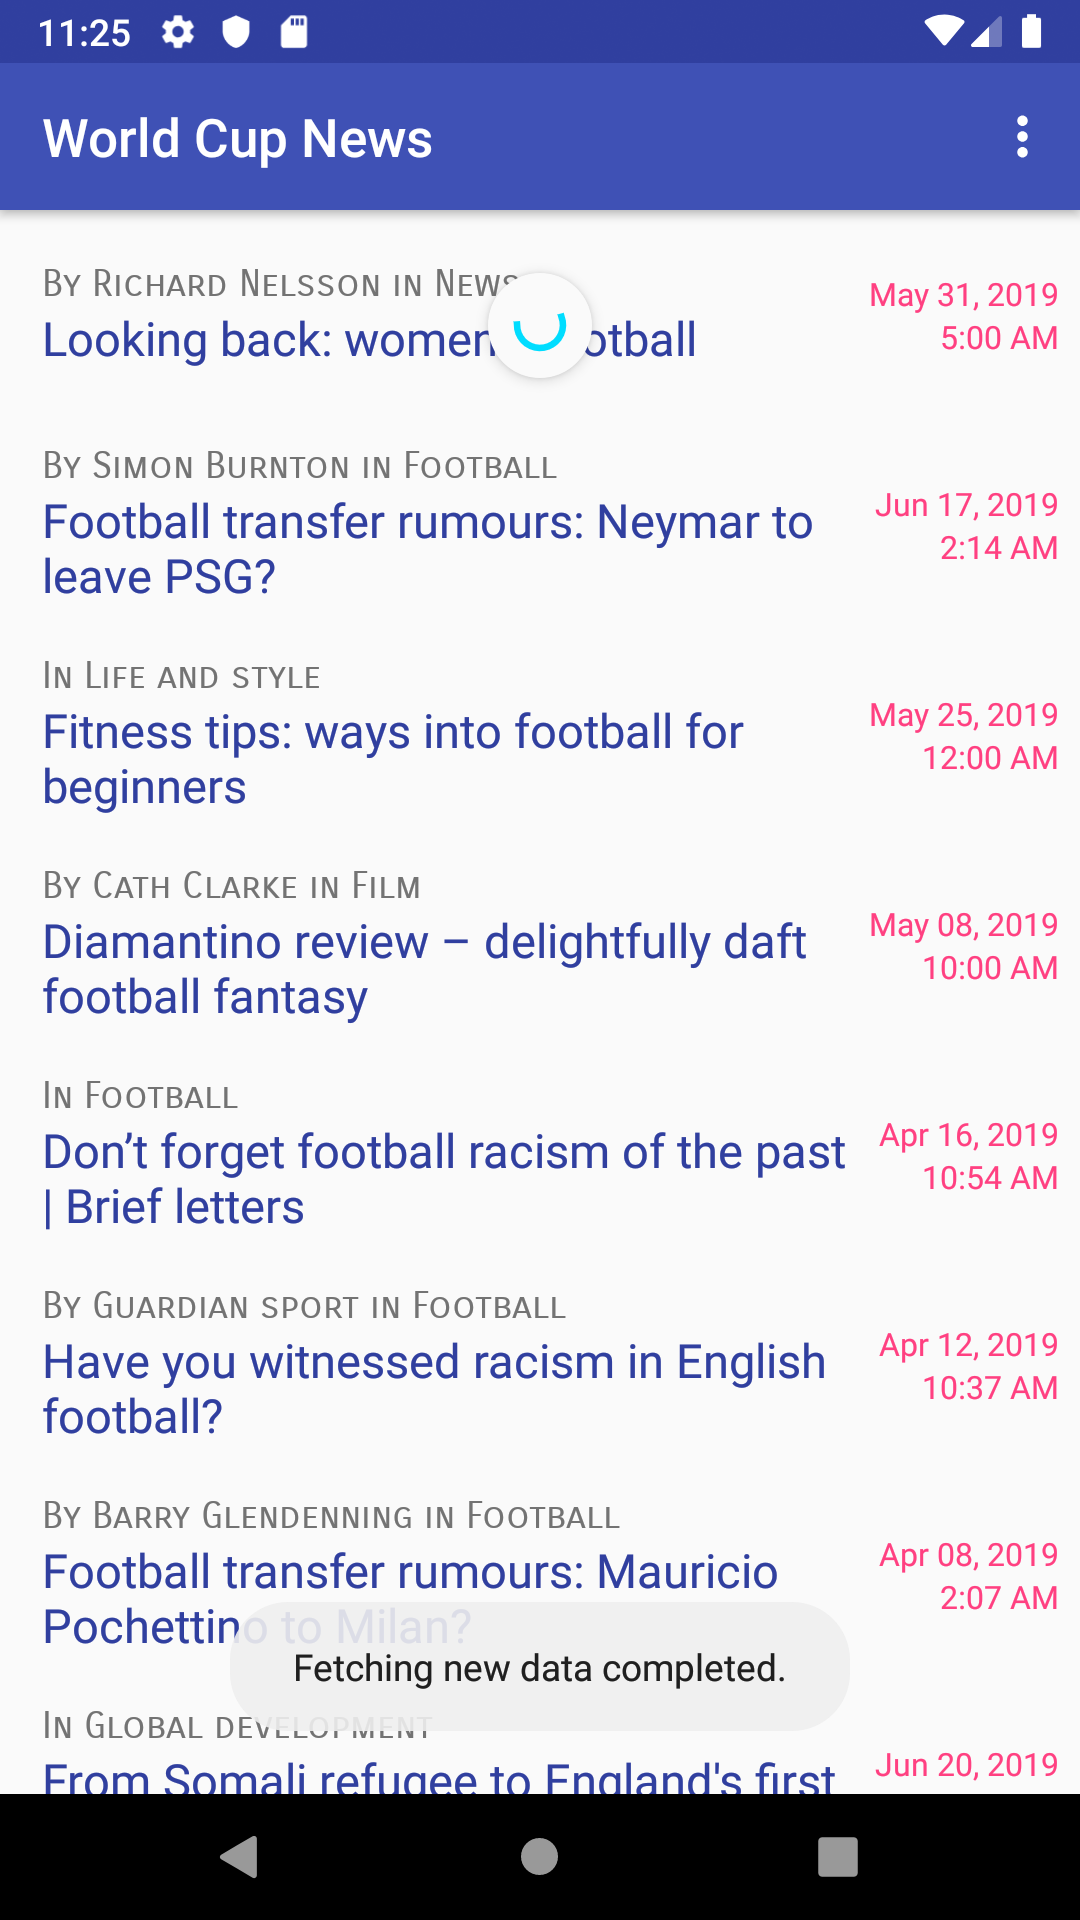 11:25
World Cup News
By Richard Nelsson in News
May 31, 2019
5:00 AM
Looking back: women otball
By Simon Burnton in Football
Football transfer rumours: Neymar to
leave PSG?
Jun 17, 2019
2:14 AM
In Life and style
Fitness tips: ways into football for
beginners
May 25, 2019
12:00 AM
By Cath Clarke in Film
Diamantino review – delightfully daft
football fantasy
May 08, 2019
10:00 AM
In Football
Don’t forget football racism of the past
| Brief letters
Apr 16, 2019
10:54 AM
By Guardian sport in Football
Have you witnessed racism in English
football?
Apr 12, 2019
10:37 AM
By Barry Glendenning in Football
Football transfer rumours: Mauricio
Pochettino to Milan?
Apr 08, 2019
2:07 AM
Fetching new data completed.
In Global development
From Somali refugee to England's first
Jun 20, 2019